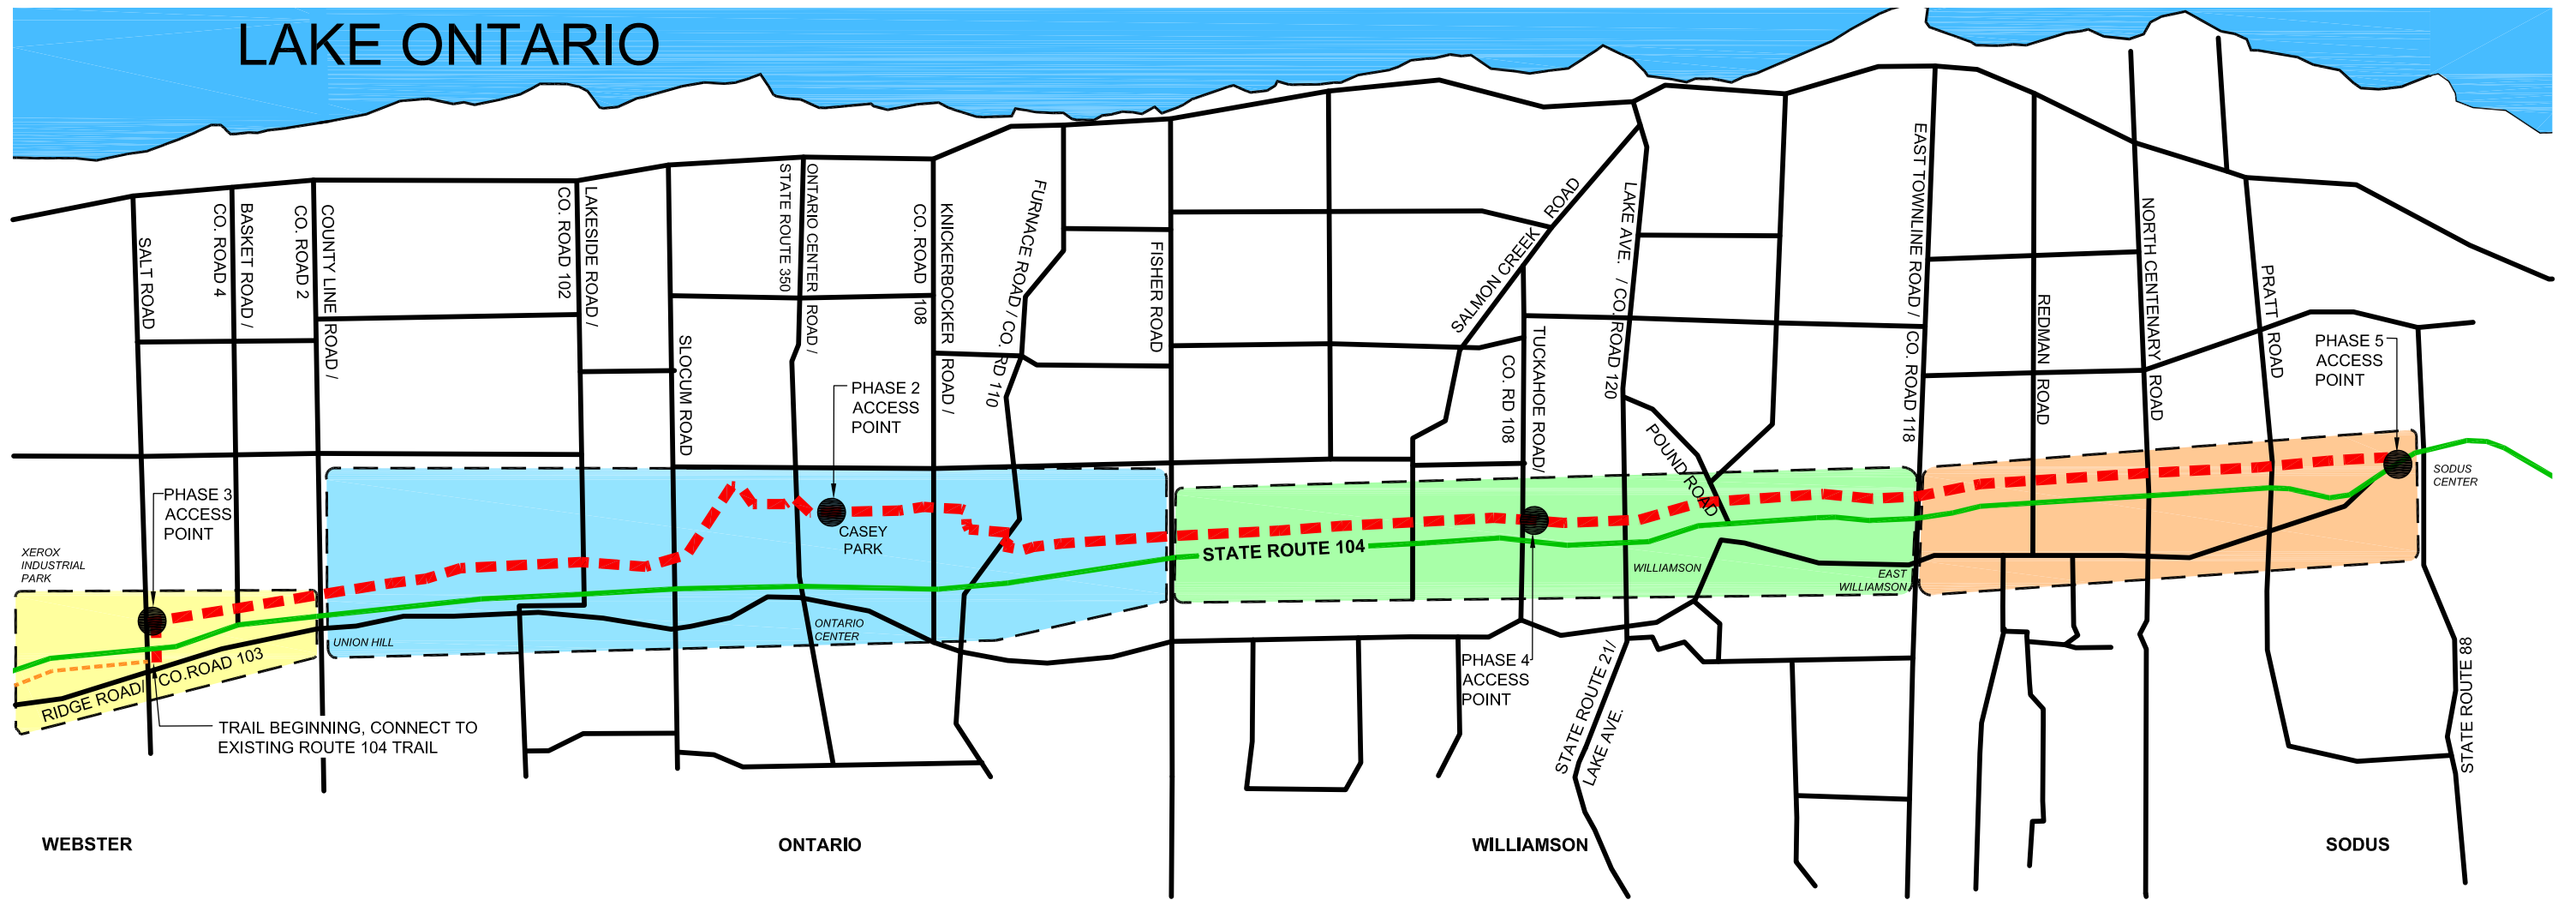 LAKE ONTARIO
SALT ROAD
CO. ROAD 4
BASKET ROAD /
CO. ROAD 2
COUNTY LINE ROAD /
CO. ROAD 102
LAKESIDE ROAD /
SLOCUM ROAD
STATE ROUTE 350
ONTARIO CENTER ROAD /
CO. ROAD 108
KNICKERBOCKER ROAD /
FURNACE ROAD / CO. RD 110
FISHER ROAD
SALMON CREEK ROAD
CO. RD 108
TUCKAHOE ROAD/
LAKE AVE. / CO. ROAD 120
POUND ROAD
EAST TOWNLINE ROAD / CO. ROAD 118
REDMAN ROAD
NORTH CENTENARY ROAD
PRATT ROAD
PHASE 5
ACCESS
POINT
PHASE 2
ACCESS
POINT
CASEY
PARK
PHASE 3
ACCESS
POINT
XEROX
INDUSTRIAL
PARK
SODUS
CENTER
STATE ROUTE 104
WILLIAMSON
EAST
WILLIAMSON
ONTARIO
CENTER
UNION HILL
RIDGE ROAD/ CO.ROAD 103
PHASE 4
ACCESS
POINT
STATE ROUTE 21/
LAKE AVE.
STATE ROUTE 88
TRAIL BEGINNING, CONNECT TO
EXISTING ROUTE 104 TRAIL
WEBSTER
ONTARIO
WILLIAMSON
SODUS